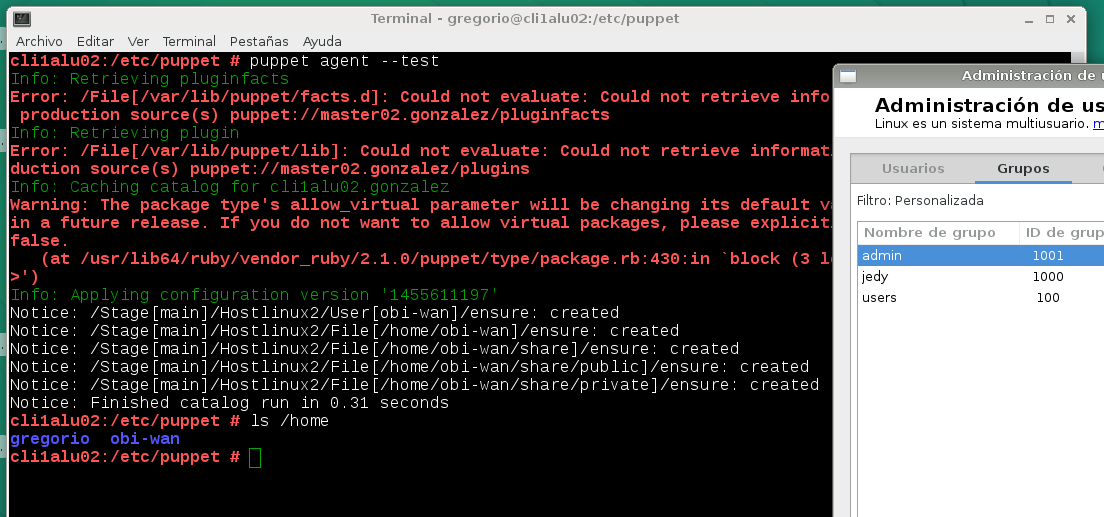 Terminal - gregorio@cli1alu02:/etc/puppet
Archivo Editar Ver Terminal Pestañas Ayuda
cli1alu02:/etc/puppet # puppet agent --test
Info: Retrieving pluginfacts
Error: /File[/var/lib/puppet/facts.d]: Could not evaluate: Could not retrieve info
production source(s) puppet://master02.gonzalez/pluginfacts
Info: Retrieving plugin
Error: /File[/var/lib/puppet/lib]: Could not evaluate: Could not retrieve informat
duction source(s) puppet://master02.gonzalez/plugins
Info: Caching catalog for cli1alu02.gonzalez
Warning: The package type's allow_virtual parameter will be changing its default v
in a future release. If you do not want to allow virtual packages, please explicit
false.
(at /usr/lib64/ruby/vendor_ruby/2.1.0/puppet/type/package.rb:430:in `block (3 l
>')
Info: Applying configuration version '1455611197'
Notice: /Stage[main]/Hostlinux2/User[obi-wan]/ensure: created
Notice: /Stage[main]/Hostlinux2/File[/home/obi-wan]/ensure: created
Notice: /Stage[main]/Hostlinux2/File[/home/obi-wan/share]/ensure: created
Notice: /Stage[main]/Hostlinux2/File[/home/obi-wan/share/public]/ensure: created
Notice: /Stage[main]/Hostlinux2/File[/home/obi-wan/share/private]/ensure: created
Notice: Finished catalog run in 0.31 seconds
cli1alu02:/etc/puppet # ls /home
gregorio obi-wan
cli1alu02:/etc/puppet #
Administración de u
Administración de us
Linux es un sistema multiusuario. m
Usuarios Grupos
Filtro: Personalizada
Nombre de grupo ID de grup
admin 1001
jedy 1000
users 100